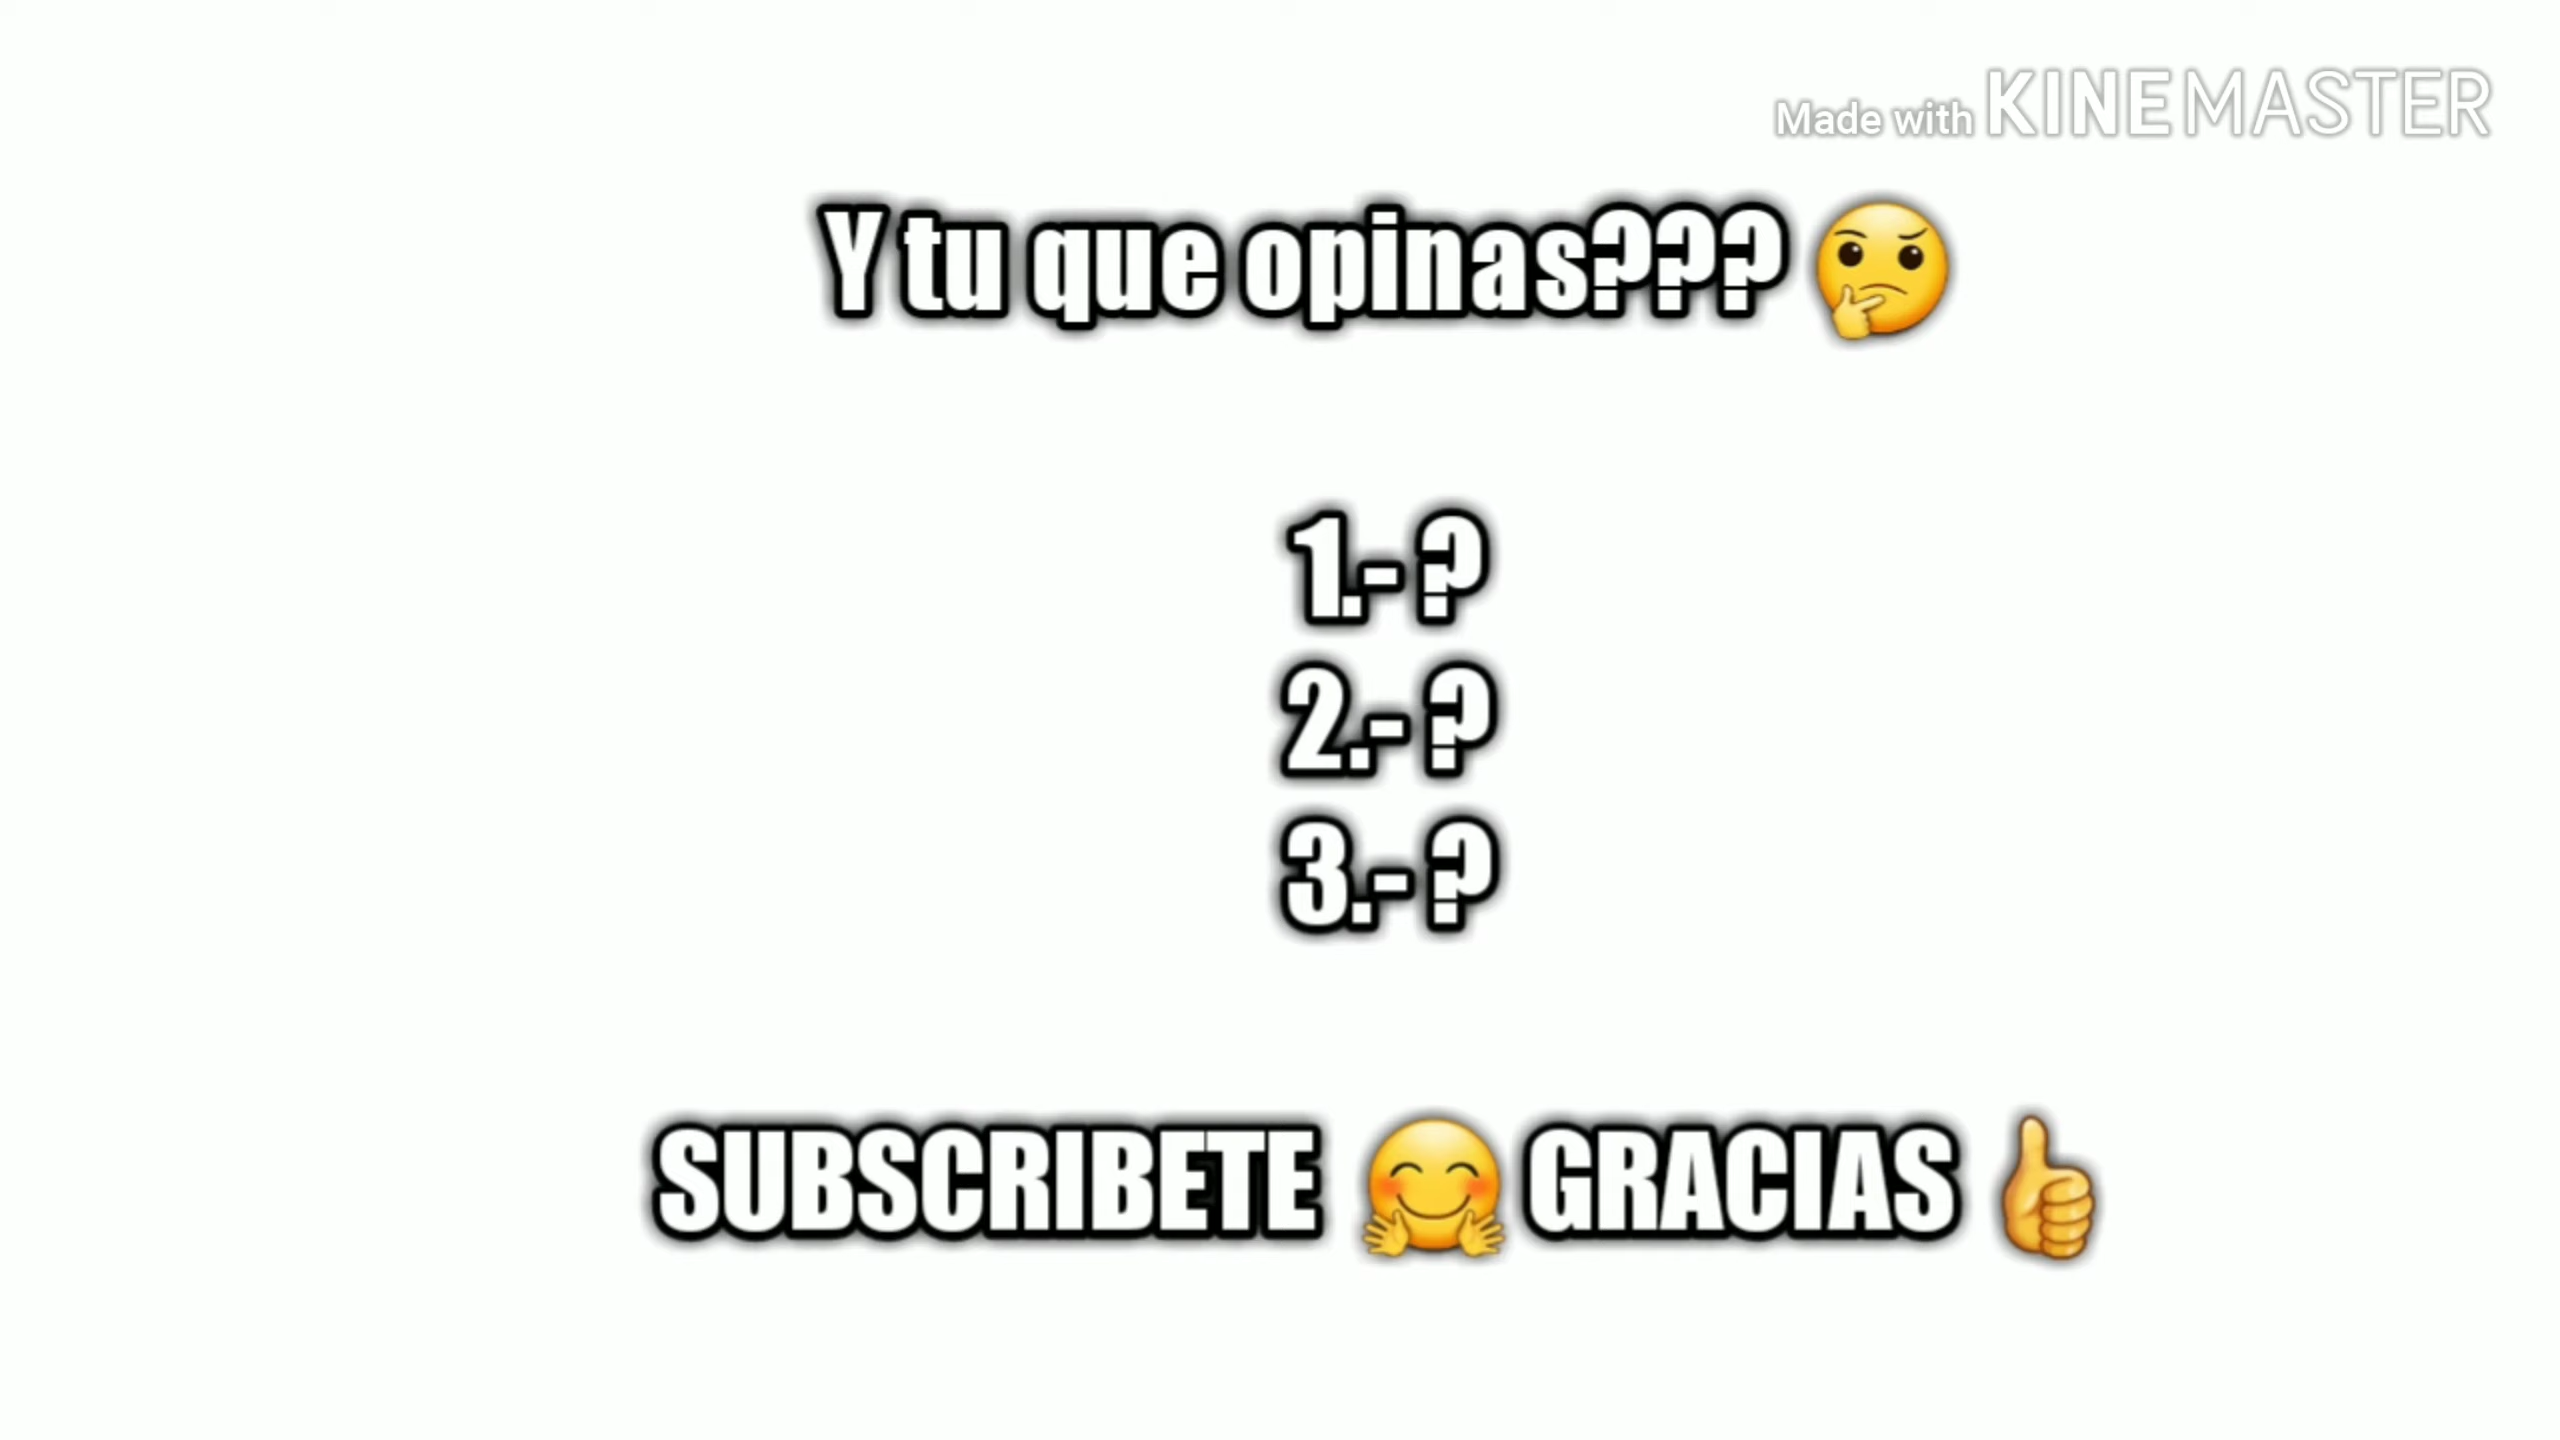 Made with KINEMASTER
Y tu que opinas??? 🤔
1.- ?
2.- ?
3.- ?
SUBSCRIBETE 🤗 GRACIAS 👍